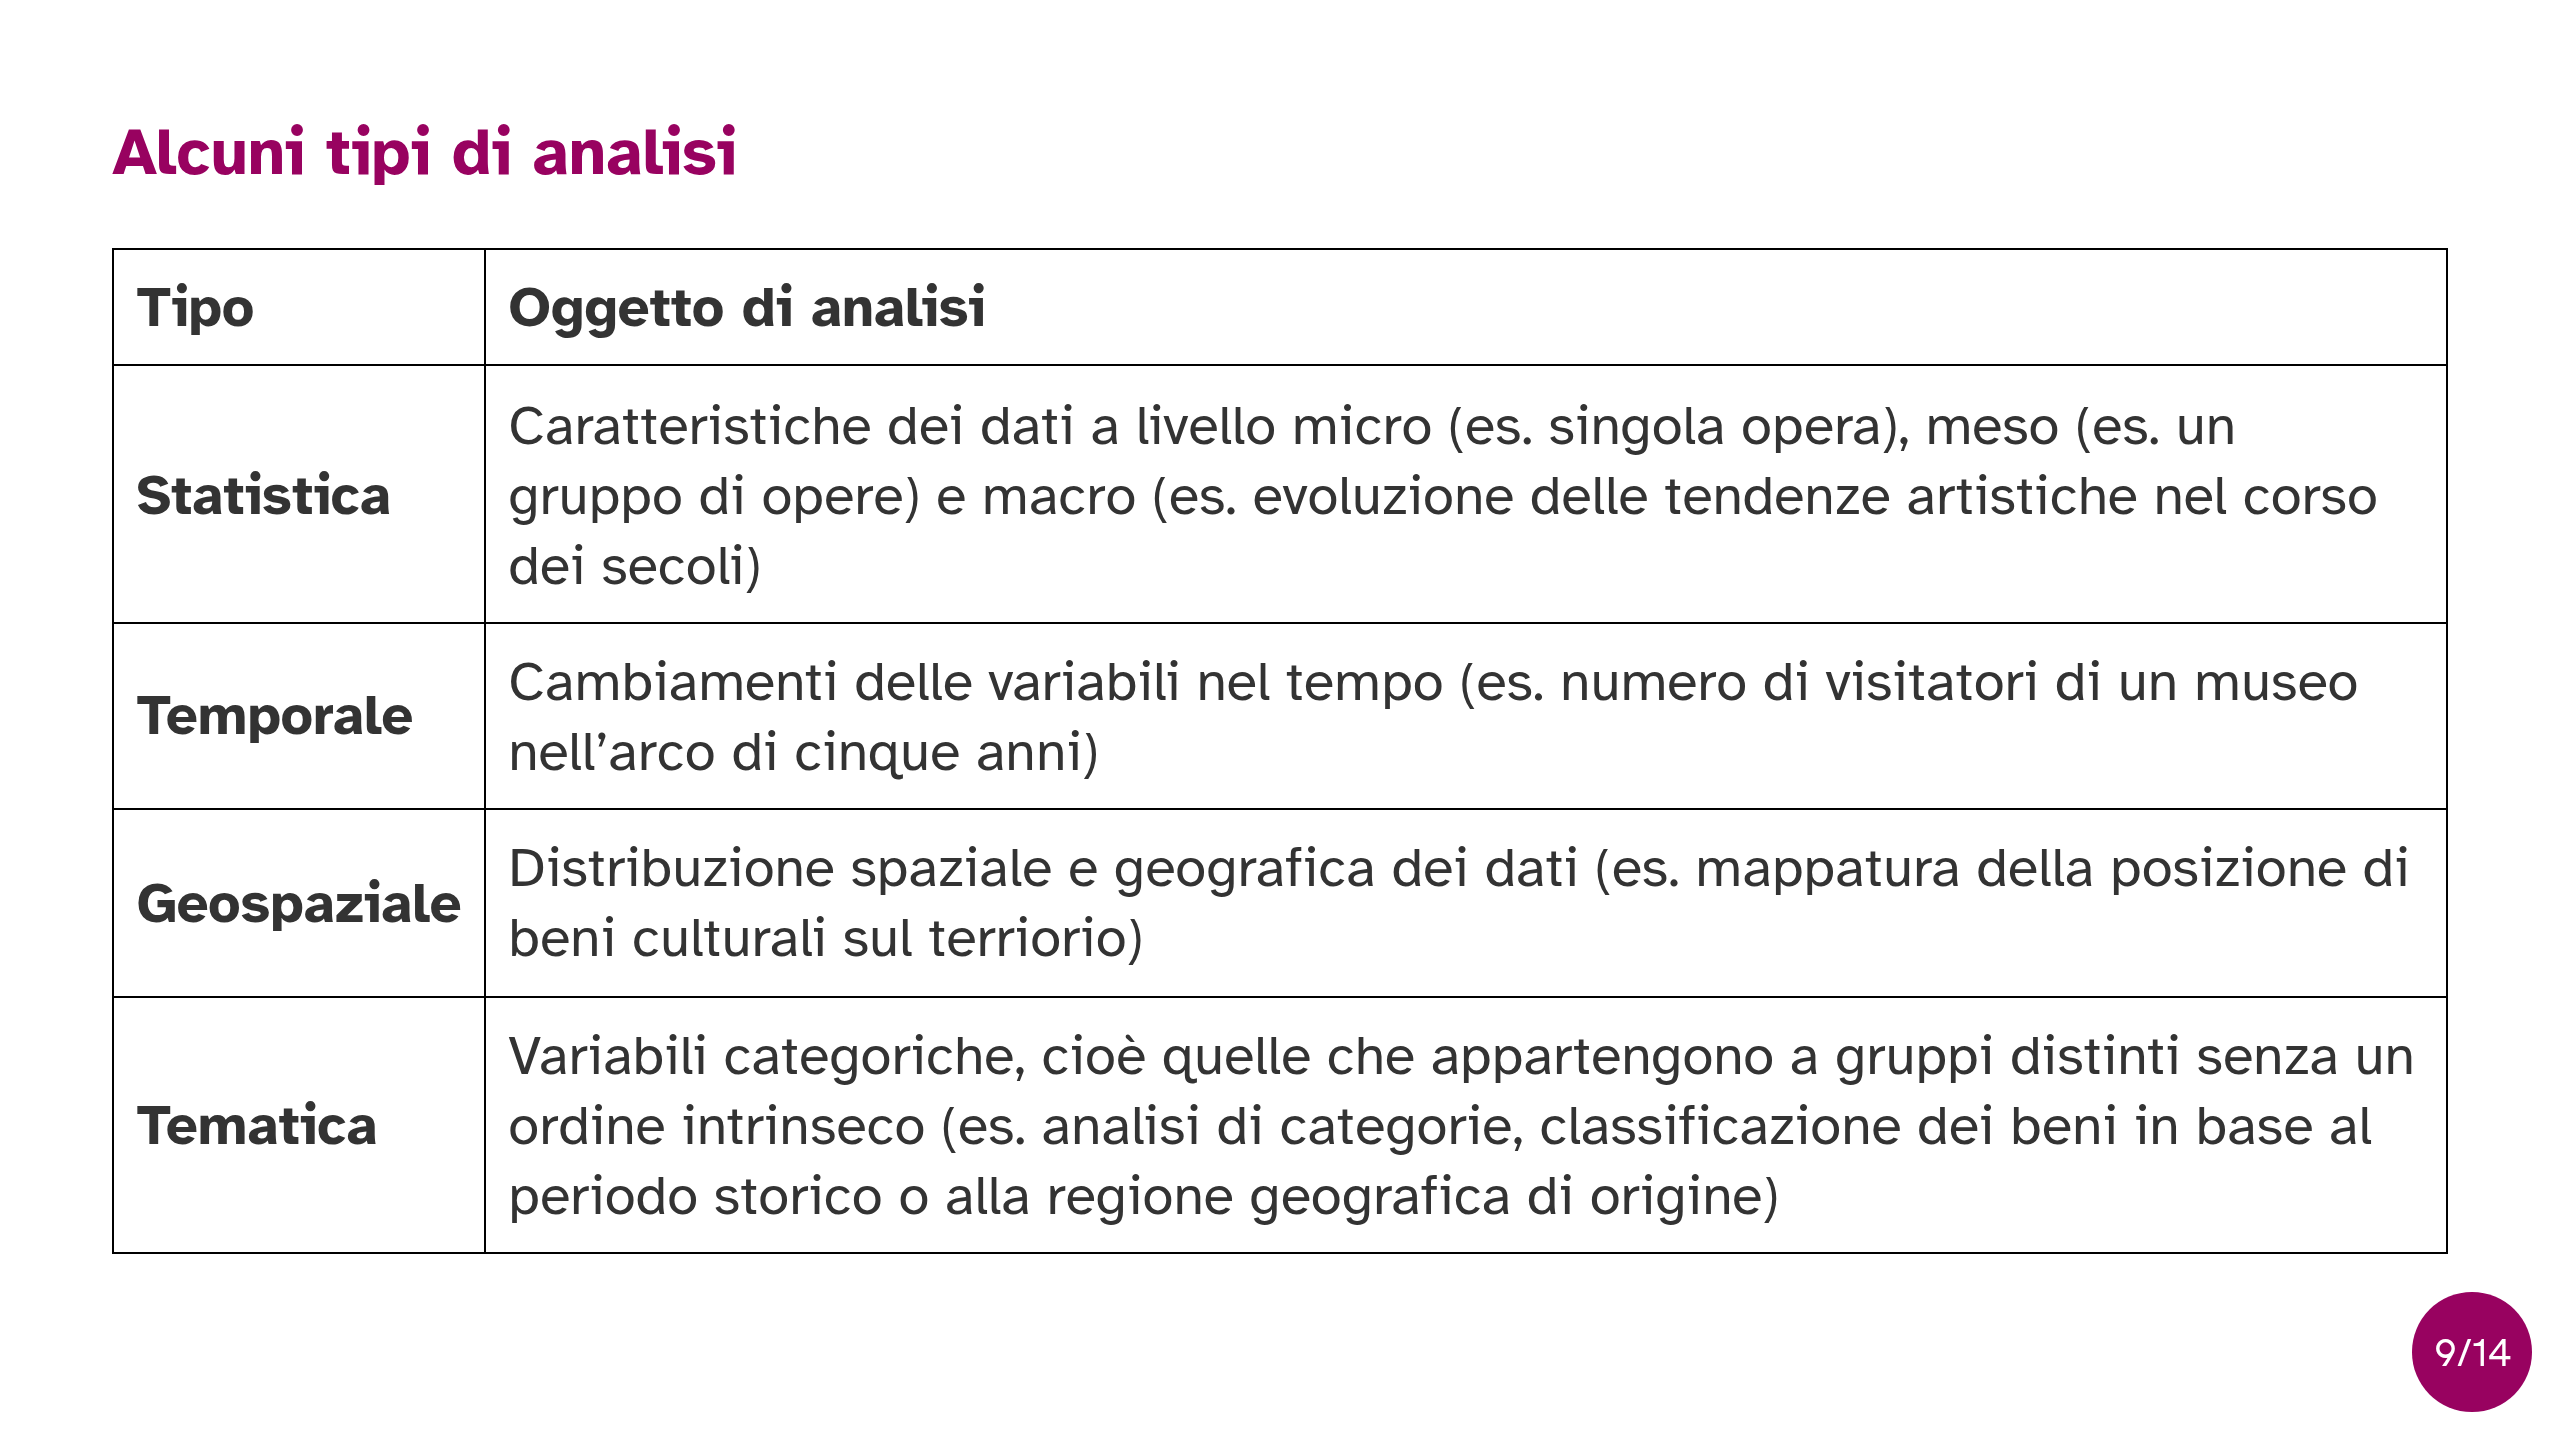 Alcuni tipi di analisi
Tipo
Oggetto di analisi
Statistica
Caratteristiche dei dati a livello micro (es. singola opera), meso (es. un
gruppo di opere) e macro (es. evoluzione delle tendenze artistiche nel corso
dei secoli)
Temporale
Cambiamenti delle variabili nel tempo (es. numero di visitatori di un museo
nell’arco di cinque anni)
Geospaziale
Distribuzione spaziale e geografica dei dati (es. mappatura della posizione di
beni culturali sul terriorio)
Tematica
Variabili categoriche, cioè quelle che appartengono a gruppi distinti senza un
ordine intrinseco (es. analisi di categorie, classificazione dei beni in base al
periodo storico o alla regione geografica di origine)
9/14